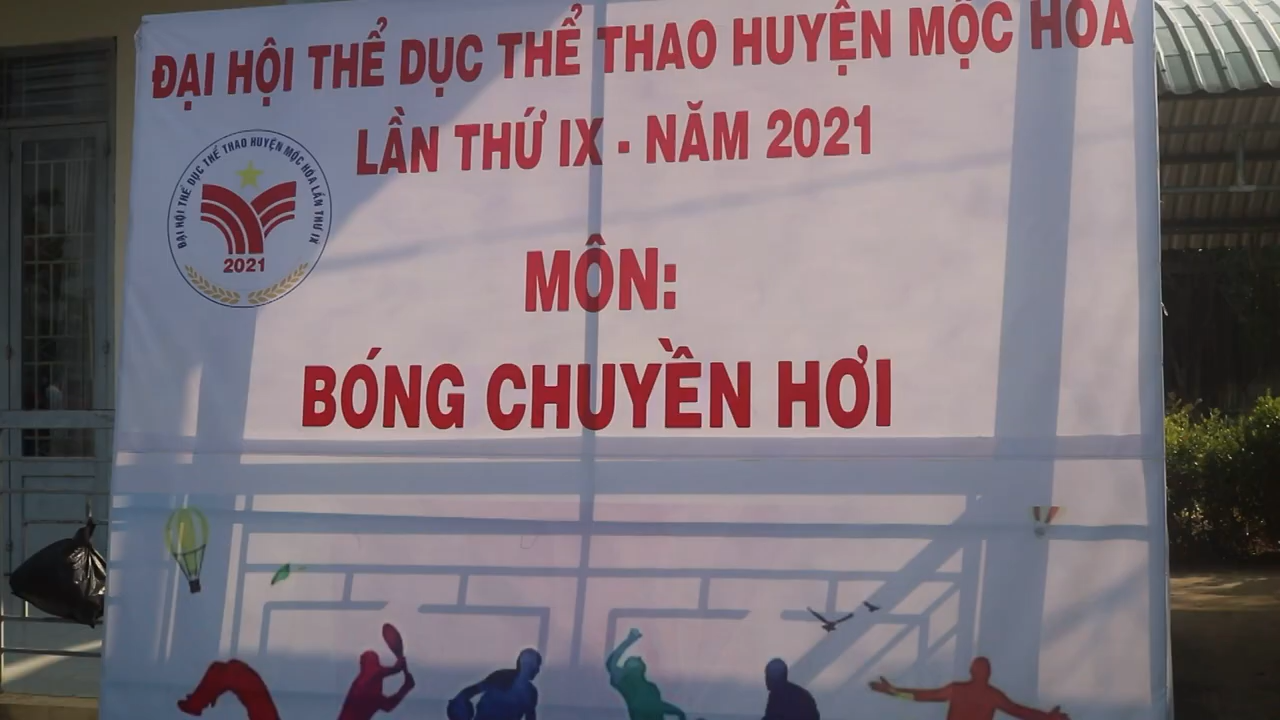 ĐẠI HỘI THỂ DỤC THỂ THAO HUYỆN MỘC HÓA
LẦN THỨ IX - NĂM 2021
ĐẠI HỘI THỂ DỤC THỂ THAO HUYỆN MỘC HÓA LẦN THỨ IX
2021
MÔN:
BÓNG CHUYỀN HƠI